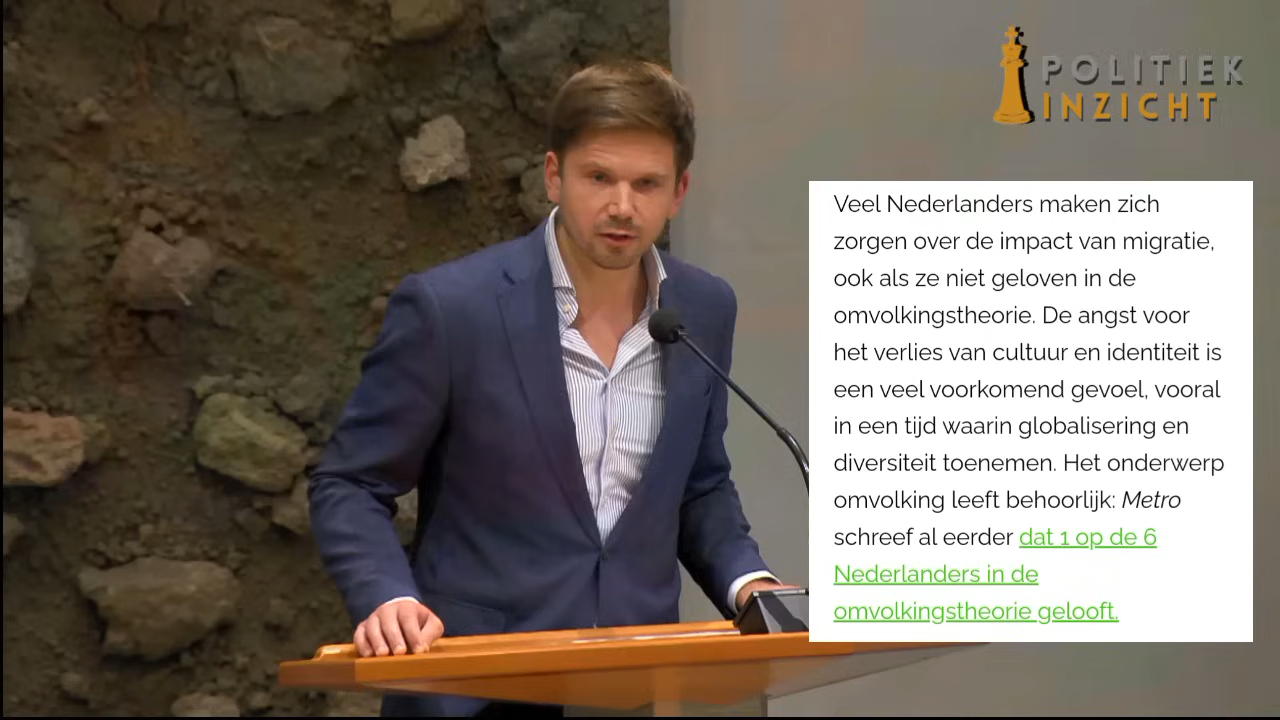 POLITIEK
INZICHT
Veel Nederlanders maken zich
zorgen over de impact van migratie,
ook als ze niet geloven in de
omvolkingstheorie. De angst voor
het verlies van cultuur en identiteit is
een veel voorkomend gevoel, vooral
in een tijd waarin globalisering en
diversiteit toenemen. Het onderwerp
omvolking leeft behoorlijk: Metro
schreef al eerder dat 1 op de 6
Nederlanders in de
omvolkingstheorie gelooft.